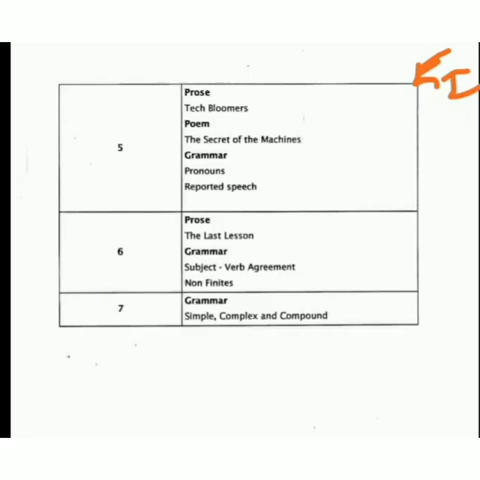 Prose
Tech Bloomers
Poem
The Secret of the Machines
5
Grammar
Pronouns
Reported speech
Prose
The Last Lesson
6
Grammar
Subject - Verb Agreement
Non Finites
Grammar
7
Simple, Complex and Compound
I